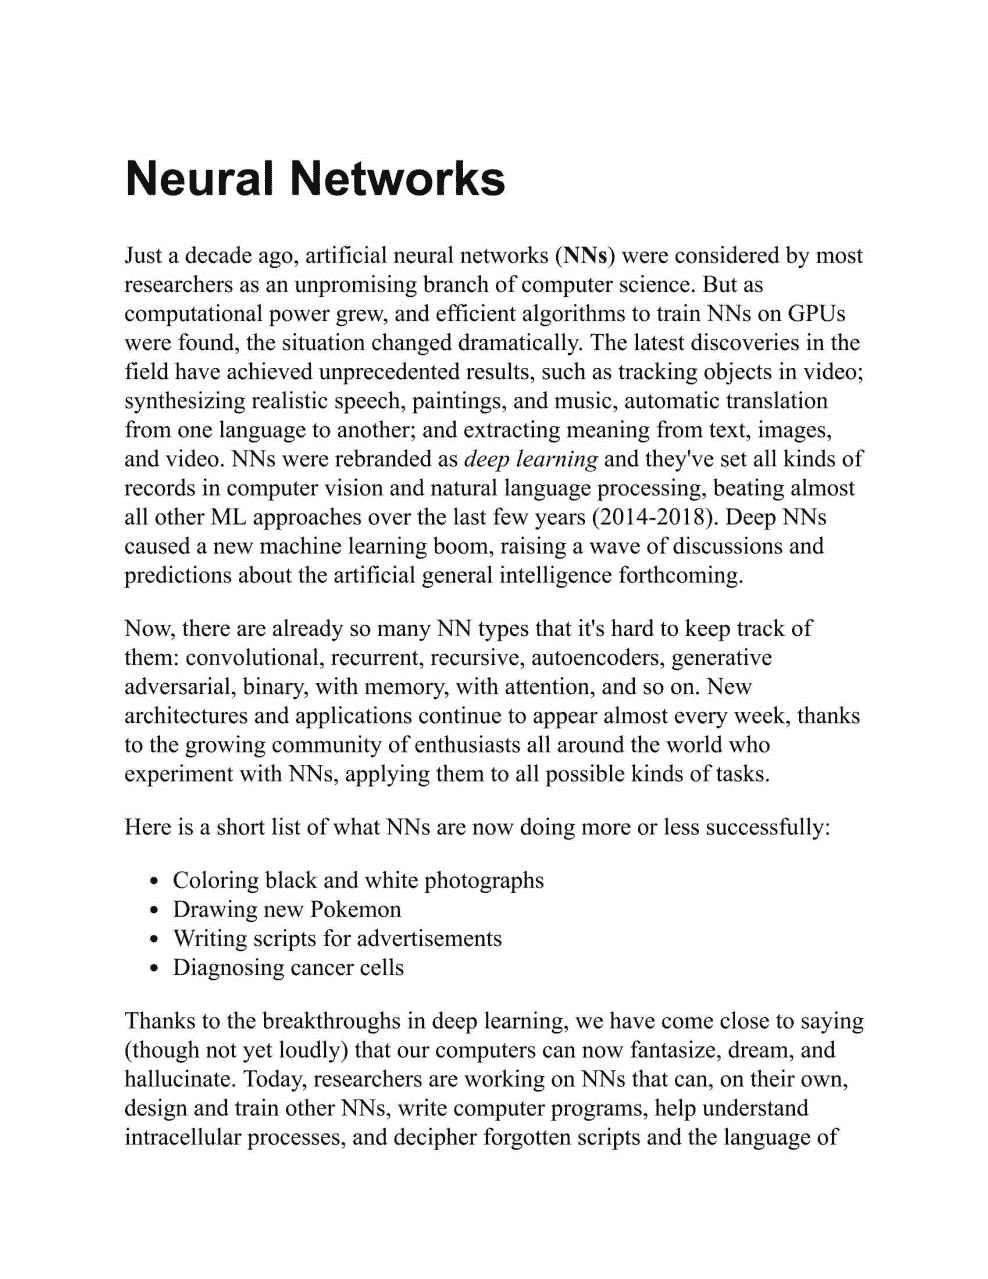 Neural Networks
Just a decade ago, artificial neural networks (NNs) were considered by most
researchers as an unpromising branch of computer science. But as
computational power grew, and efficient algorithms to train NNs on GPUs
were found, the situation changed dramatically. The latest discoveries in the
field have achieved unprecedented results, such as tracking objects in video;
synthesizing realistic speech, paintings, and music, automatic translation
from one language to another; and extracting meaning from text, images,
and video. NNs were rebranded as deep learning and they've set all kinds of
records in computer vision and natural language processing, beating almost
all other ML approaches over the last few years (2014-2018). Deep NNs
caused a new machine learning boom, raising a wave of discussions and
predictions about the artificial general intelligence forthcoming.
Now, there are already so many NN types that it's hard to keep track of
them: convolutional, recurrent, recursive, autoencoders, generative
adversarial, binary, with memory, with attention, and so on. New
architectures and applications continue to appear almost every week, thanks
to the growing community of enthusiasts all around the world who
experiment with NNs, applying them to all possible kinds of tasks.
Here is a short list of what NNs are now doing more or less successfully:
• Coloring black and white photographs
• Drawing new Pokemon
• Writing scripts for advertisements
• Diagnosing cancer cells
Thanks to the breakthroughs in deep learning, we have come close to saying
(though not yet loudly) that our computers can now fantasize, dream, and
hallucinate. Today, researchers are working on NNs that can, on their own,
design and train other NNs, write computer programs, help understand
intracellular processes, and decipher forgotten scripts and the language of